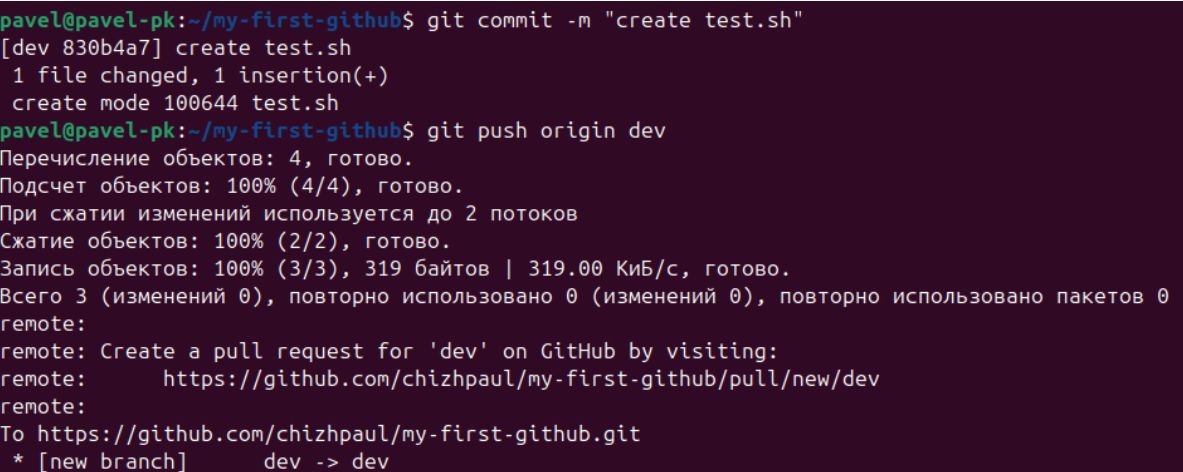 pavel@pavel-pk:~/my-first-github$ git commit -m "create test.sh"
[dev 830b4a7] create test.sh
 1 file changed, 1 insertion(+)
 create mode 100644 test.sh
pavel@pavel-pk:~/my-first-github$ git push origin dev
Перечисление объектов: 4, готово.
Подсчет объектов: 100% (4/4), готово.
При сжатии изменений используется до 2 потоков
Сжатие объектов: 100% (2/2), готово.
Запись объектов: 100% (3/3), 319 байтов | 319.00 КиБ/с, готово.
Всего 3 (изменений 0), повторно использовано 0 (изменений 0), повторно использовано пакетов 0
remote:
remote: Create a pull request for 'dev' on GitHub by visiting:
remote:      https://github.com/chizhpaul/my-first-github/pull/new/dev
remote:
To https://github.com/chizhpaul/my-first-github.git
 * [new branch]      dev -> dev